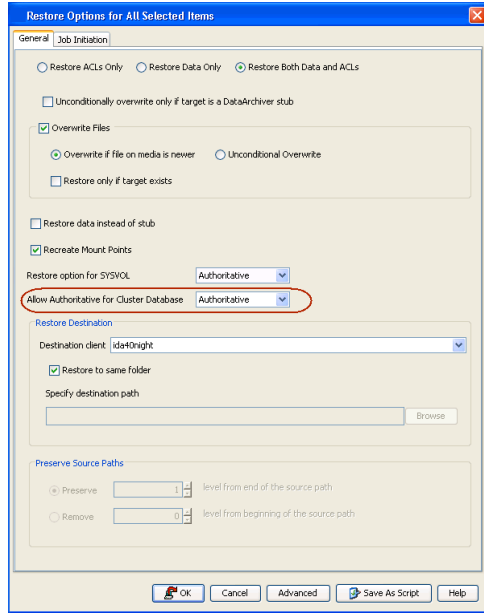 Restore Options for All Selected Items
General Job Initiation
Restore ACLs Only Restore Data Only Restore Both Data and ACLs
Unconditionally overwrite only if target is a DataArchiver stub
Overwrite Files
Overwrite if file on media is newer Unconditional Overwrite
Restore only if target exists
Restore data instead of stub
Recreate Mount Points
Restore option for SYSVOL Authoritative
Allow Authoritative for Cluster Database Authoritative
Restore Destination
Destination client ida40night
Restore to same folder
Specify destination path
Browse
Preserve Source Paths
Preserve 1 level from end of the source path
Remove 0 level from beginning of the source path
OK Cancel Advanced Save As Script Help